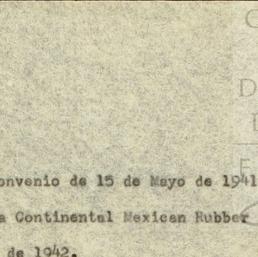 C
D
onvenio de 15 de Mayo de 1941
a Continental Mexican Rubber
de 1942.